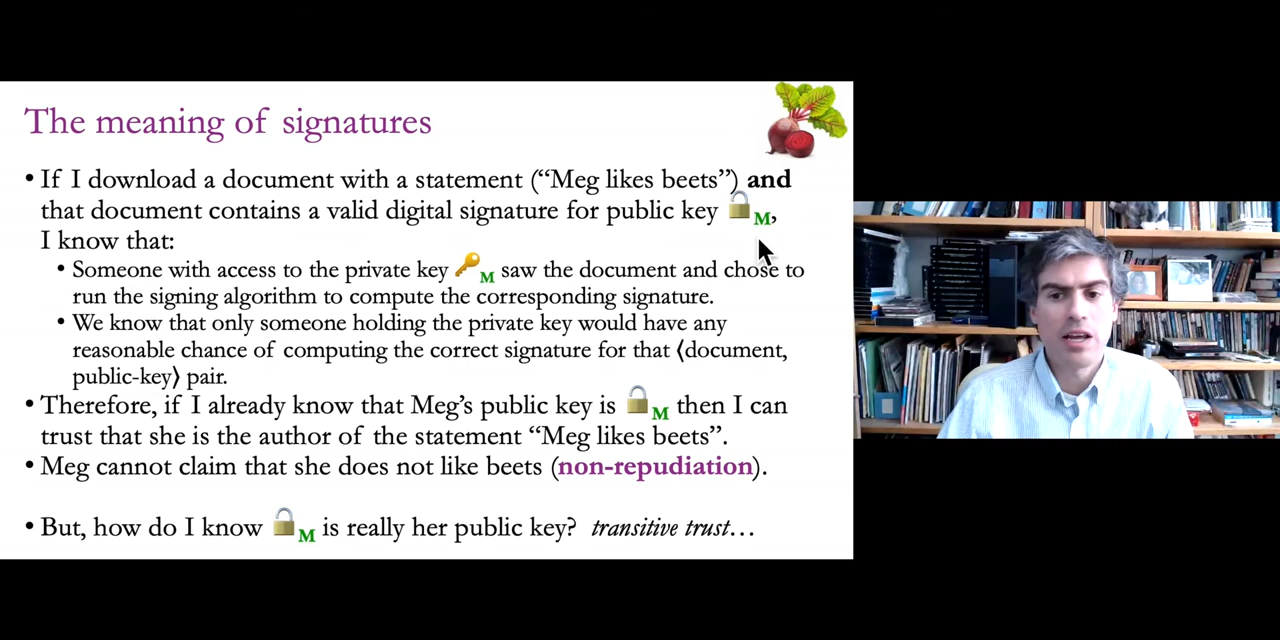 The meaning of signatures
• If I download a document with a statement (“Meg likes beets”) and
that document contains a valid digital signature for public key 🔓M,
I know that:
• Someone with access to the private key 🔑M saw the document and chose to
run the signing algorithm to compute the corresponding signature.
• We know that only someone holding the private key would have any
reasonable chance of computing the correct signature for that ⟨document,
public-key⟩ pair.
• Therefore, if I already know that Meg’s public key is 🔓M then I can
trust that she is the author of the statement “Meg likes beets”.
• Meg cannot claim that she does not like beets (non-repudiation).
• But, how do I know 🔓M is really her public key? transitive trust…